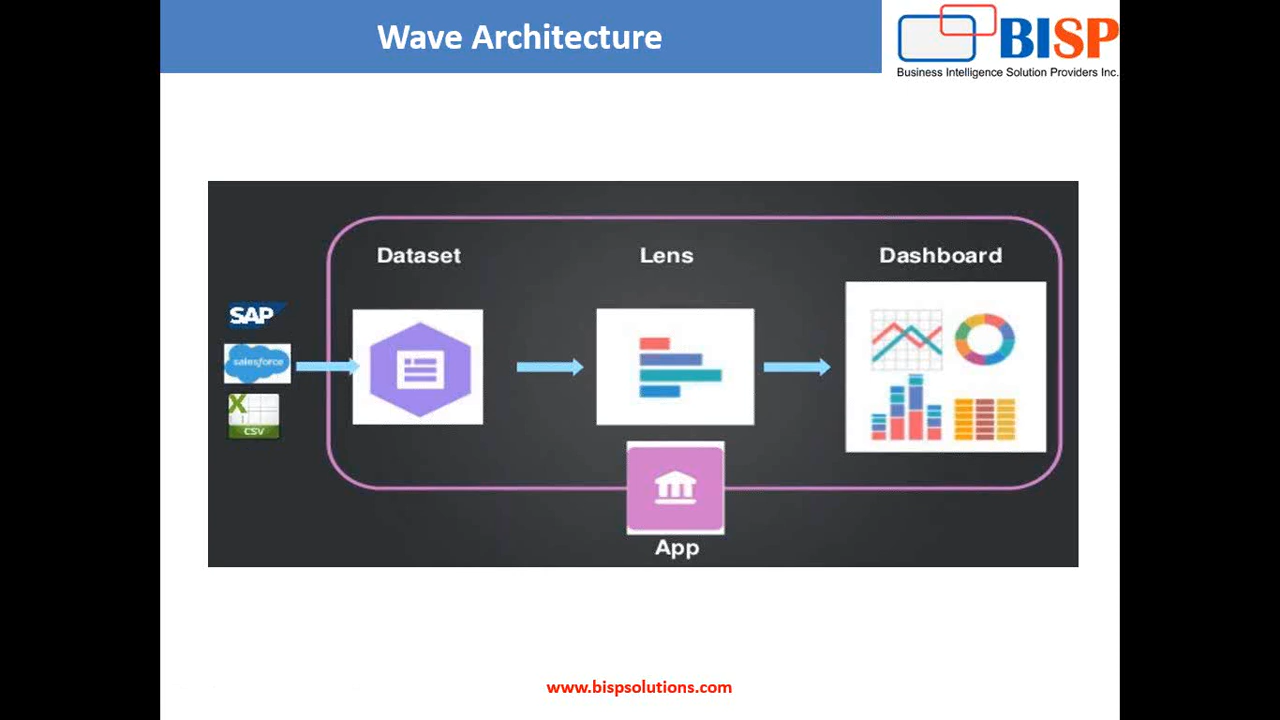 Wave Architecture
BISP
Business Intelligence Solution Providers Inc.
Dataset
Lens
Dashboard
SAP
salesforce
X
CSV
App
www.bispsolutions.com